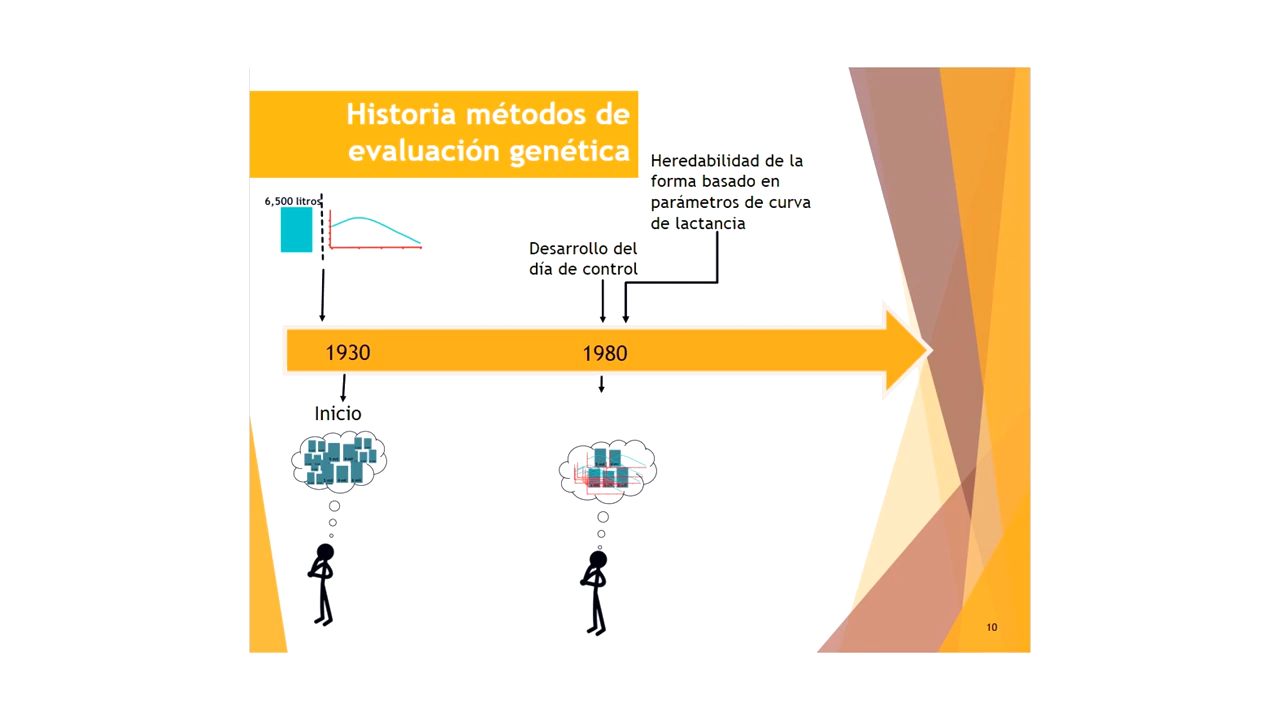 Historia métodos de
evaluación genética
Heredabilidad de la
forma basado en
parámetros de curva
de lactancia
6,500 litros
Desarrollo del
día de control
1930
1980
Inicio
10